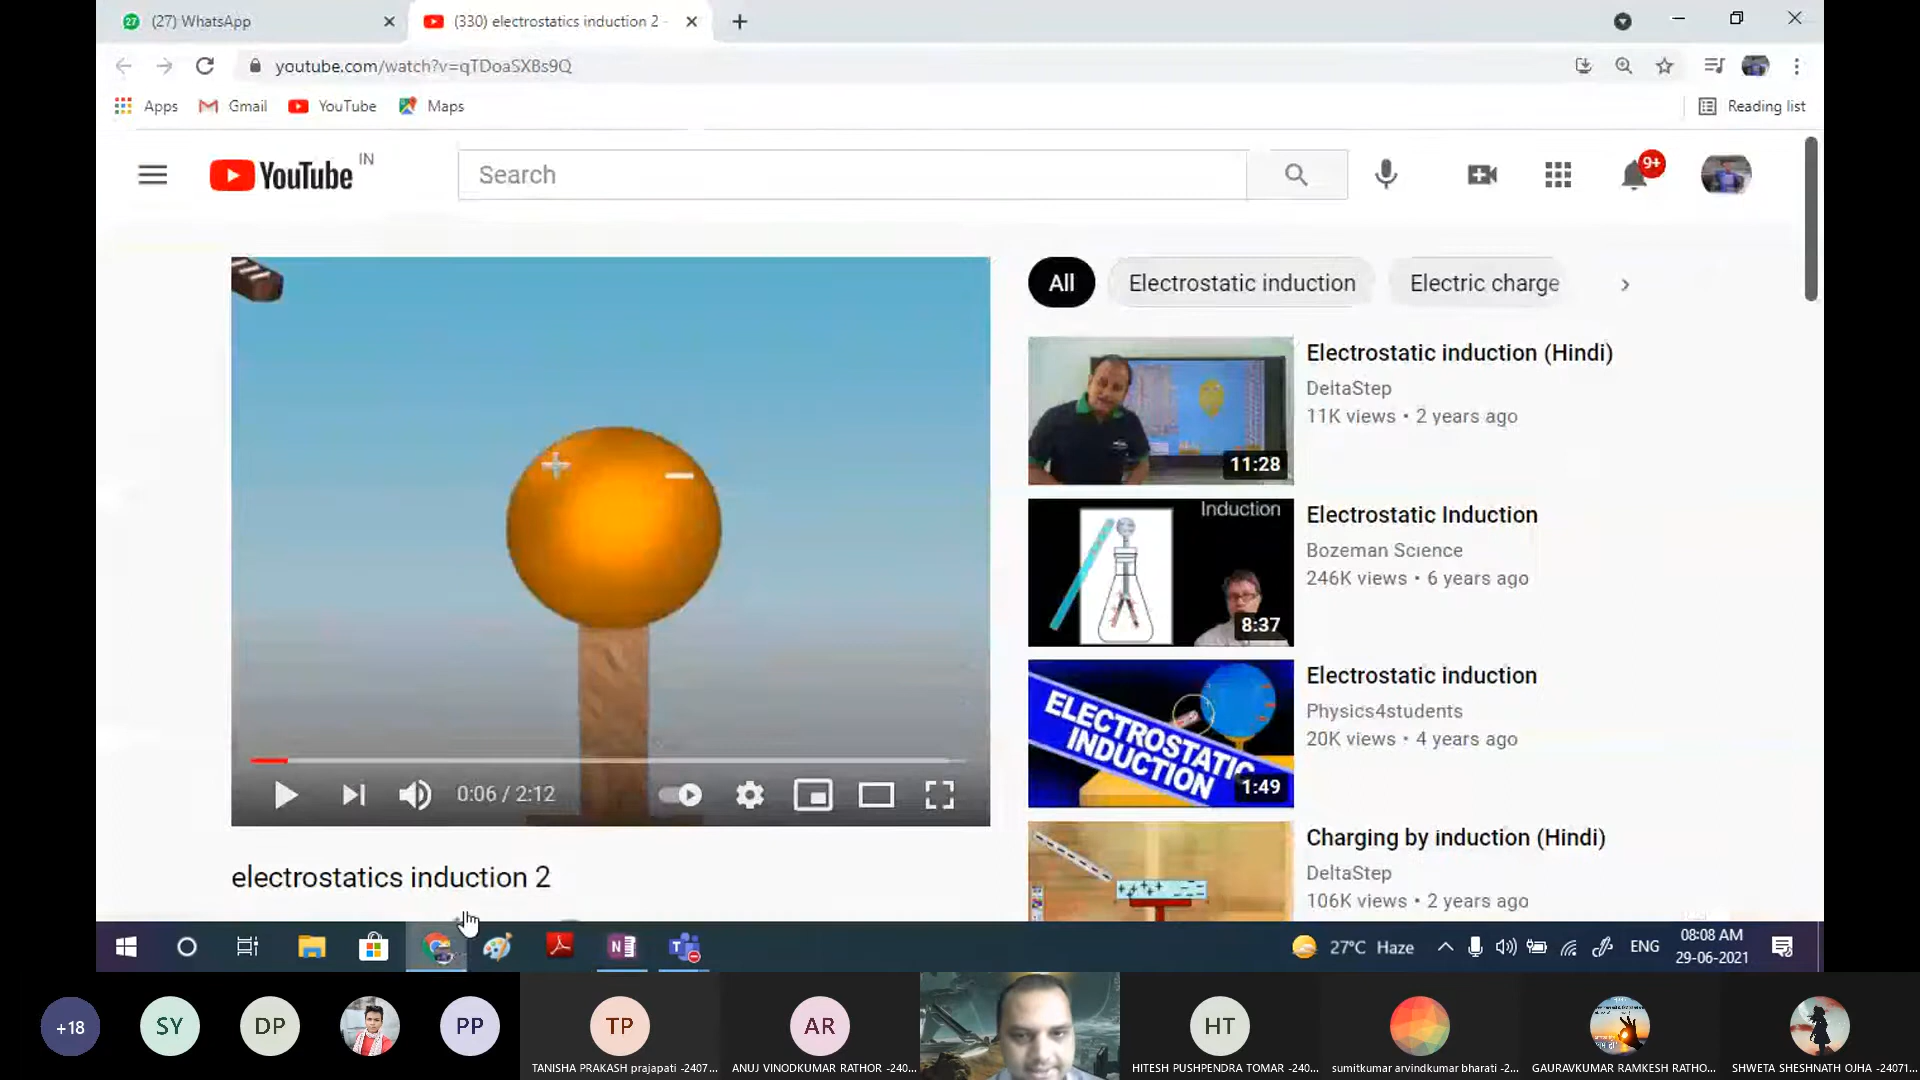 27 (27) WhatsApp
(330) electrostatics induction 2 -
youtube.com/watch?v=qTDoaSXBs9Q
Apps Gmail YouTube Maps Reading list
YouTube IN
Search
9+
All Electrostatic induction Electric charge
Electrostatic induction (Hindi)
DeltaStep
11K views • 2 years ago
11:28
Induction
Electrostatic Induction
Bozeman Science
246K views • 6 years ago
8:37
Electrostatic induction
Physics4students
20K views • 4 years ago
ELECTROSTATIC
INDUCTION
1:49
Charging by induction (Hindi)
DeltaStep
106K views • 2 years ago
0:06 / 2:12
electrostatics induction 2
27°C Haze ENG 08:08 AM
29-06-2021
+18 SY DP PP TP AR HT
TANISHA PRAKASH prajapati -2407... ANUJ VINODKUMAR RATHOR -240... HITESH PUSHPENDRA TOMAR -240... sumitkumar arvindkumar bharati -2... GAURAVKUMAR RAMKESH RATHO... SHWETA SHESHNATH OJHA -24071...